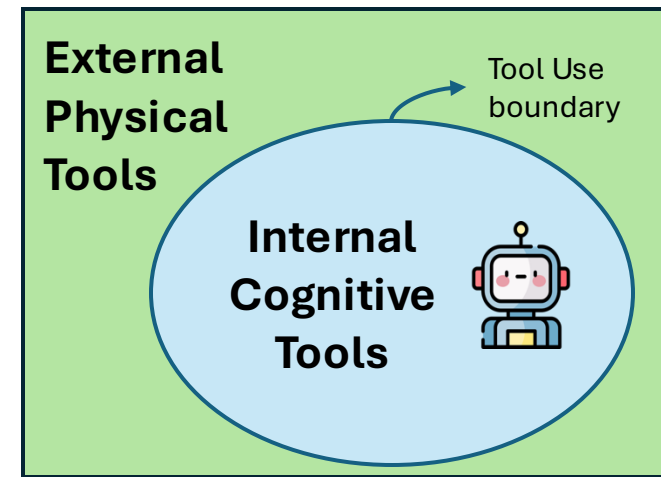 External
Physical
Tools
Tool Use
boundary
Internal
Cognitive
Tools